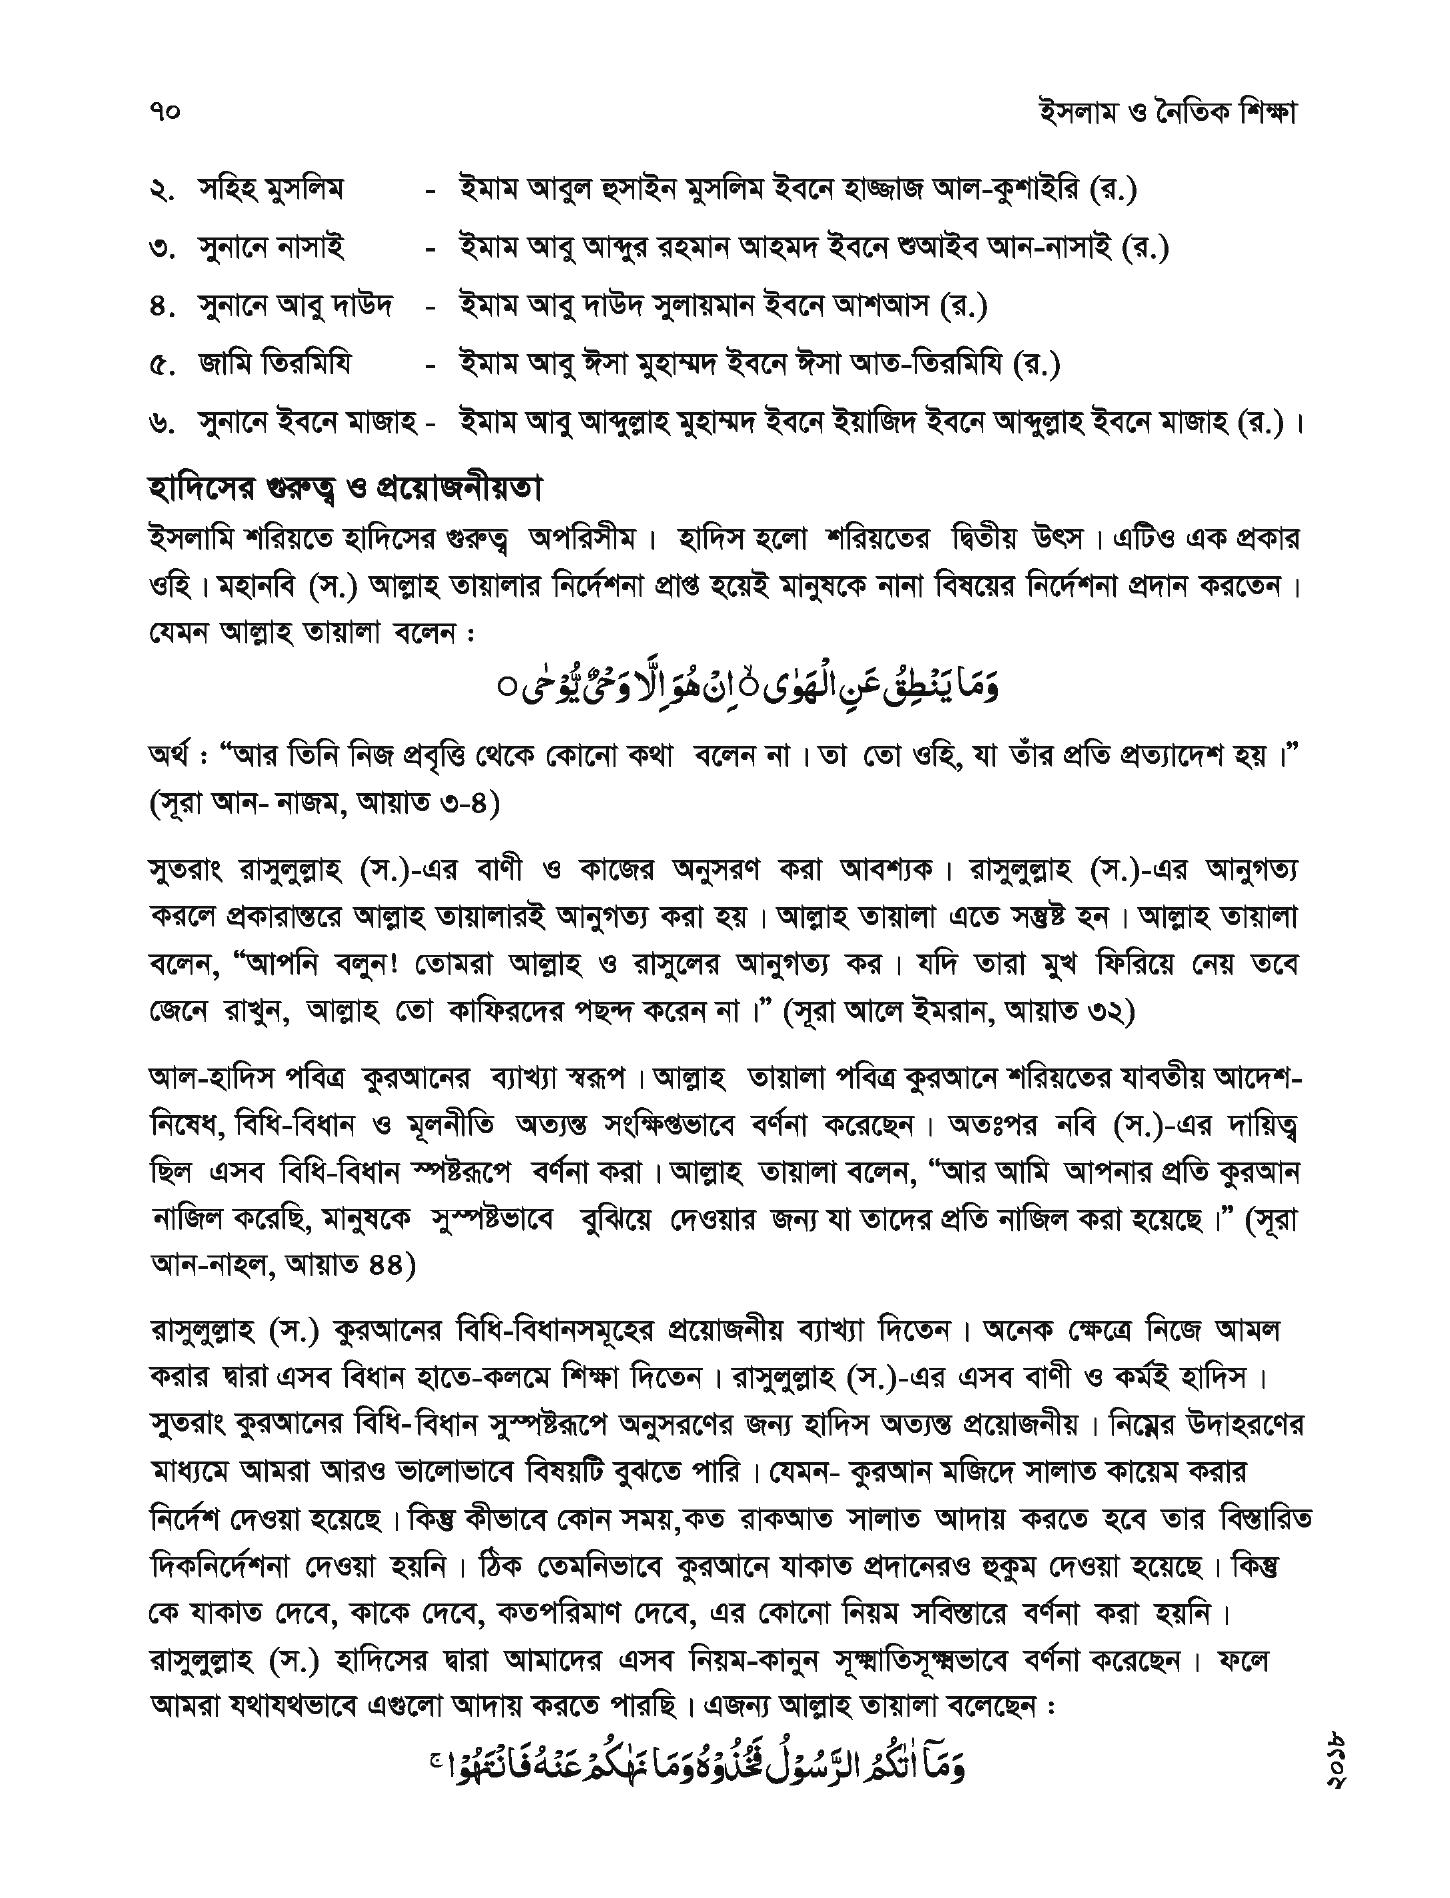 ৭০ ইসলাম ও নৈতিক শিক্ষা
২. সহিহ মুসলিম - ইমাম আবুল হুসাইন মুসলিম ইবনে হাজ্জাজ আল-কুশাইরি (র.)
৩. সুনানে নাসাই - ইমাম আবু আব্দুর রহমান আহমদ ইবনে শুআইব আন-নাসাই (র.)
৪. সুনানে আবু দাউদ - ইমাম আবু দাউদ সুলায়মান ইবনে আশআস (র.)
৫. জামি তিরমিযি - ইমাম আবু ঈসা মুহাম্মদ ইবনে ঈসা আত-তিরমিযি (র.)
৬. সুনানে ইবনে মাজাহ - ইমাম আবু আব্দুল্লাহ মুহাম্মদ ইবনে ইয়াজিদ ইবনে আব্দুল্লাহ ইবনে মাজাহ (র.) ।
হাদিসের গুরুত্ব ও প্রয়োজনীয়তা
ইসলামি শরিয়তে হাদিসের গুরুত্ব অপরিসীম । হাদিস হলো শরিয়তের দ্বিতীয় উৎস । এটিও এক প্রকার
ওহি । মহানবি (স.) আল্লাহ তায়ালার নির্দেশনা প্রাপ্ত হয়েই মানুষকে নানা বিষয়ের নির্দেশনা প্রদান করতেন ।
যেমন আল্লাহ তায়ালা বলেন :
وَمَا يَنْطِقُ عَنِ الْهَوٰى ۙ○ اِنْ هُوَ اِلَّا وَحْىٌ يُّوْحٰى ○
অর্থ : “আর তিনি নিজ প্রবৃত্তি থেকে কোনো কথা বলেন না । তা তো ওহি, যা তাঁর প্রতি প্রত্যাদেশ হয় ।”
(সূরা আন- নাজম, আয়াত ৩-৪)
সুতরাং রাসুলুল্লাহ (স.)-এর বাণী ও কাজের অনুসরণ করা আবশ্যক । রাসুলুল্লাহ (স.)-এর আনুগত্য
করলে প্রকারান্তরে আল্লাহ তায়ালারই আনুগত্য করা হয় । আল্লাহ তায়ালা এতে সন্তুষ্ট হন । আল্লাহ তায়ালা
বলেন, “আপনি বলুন! তোমরা আল্লাহ ও রাসুলের আনুগত্য কর । যদি তারা মুখ ফিরিয়ে নেয় তবে
জেনে রাখুন, আল্লাহ তো কাফিরদের পছন্দ করেন না ।” (সূরা আলে ইমরান, আয়াত ৩২)
আল-হাদিস পবিত্র কুরআনের ব্যাখ্যা স্বরূপ । আল্লাহ তায়ালা পবিত্র কুরআনে শরিয়তের যাবতীয় আদেশ-
নিষেধ, বিধি-বিধান ও মূলনীতি অত্যন্ত সংক্ষিপ্তভাবে বর্ণনা করেছেন । অতঃপর নবি (স.)-এর দায়িত্ব
ছিল এসব বিধি-বিধান স্পষ্টরূপে বর্ণনা করা । আল্লাহ তায়ালা বলেন, “আর আমি আপনার প্রতি কুরআন
নাজিল করেছি, মানুষকে সুস্পষ্টভাবে বুঝিয়ে দেওয়ার জন্য যা তাদের প্রতি নাজিল করা হয়েছে ।” (সূরা
আন-নাহল, আয়াত ৪৪)
রাসুলুল্লাহ (স.) কুরআনের বিধি-বিধানসমূহের প্রয়োজনীয় ব্যাখ্যা দিতেন । অনেক ক্ষেত্রে নিজে আমল
করার দ্বারা এসব বিধান হাতে-কলমে শিক্ষা দিতেন । রাসুলুল্লাহ (স.)-এর এসব বাণী ও কর্মই হাদিস ।
সুতরাং কুরআনের বিধি-বিধান সুস্পষ্টরূপে অনুসরণের জন্য হাদিস অত্যন্ত প্রয়োজনীয় । নিম্নের উদাহরণের
মাধ্যমে আমরা আরও ভালোভাবে বিষয়টি বুঝতে পারি । যেমন- কুরআন মজিদে সালাত কায়েম করার
নির্দেশ দেওয়া হয়েছে । কিন্তু কীভাবে কোন সময়,কত রাকআত সালাত আদায় করতে হবে তার বিস্তারিত
দিকনির্দেশনা দেওয়া হয়নি । ঠিক তেমনিভাবে কুরআনে যাকাত প্রদানেরও হুকুম দেওয়া হয়েছে । কিন্তু
কে যাকাত দেবে, কাকে দেবে, কতপরিমাণ দেবে, এর কোনো নিয়ম সবিস্তারে বর্ণনা করা হয়নি ।
রাসুলুল্লাহ (স.) হাদিসের দ্বারা আমাদের এসব নিয়ম-কানুন সূক্ষ্মাতিসূক্ষ্মভাবে বর্ণনা করেছেন । ফলে
আমরা যথাযথভাবে এগুলো আদায় করতে পারছি । এজন্য আল্লাহ তায়ালা বলেছেন :
وَمَآ اٰتٰكُمُ الرَّسُوْلُ فَخُذُوْهُ وَمَا نَهٰكُمْ عَنْهُ فَانْتَهُوْا ۚ
২০১৮